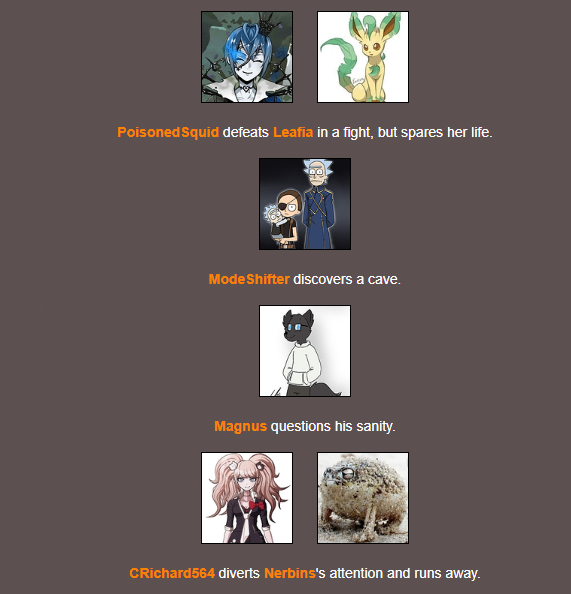 PoisonedSquid defeats Leafia in a fight, but spares her life.
ModeShifter discovers a cave.
Magnus questions his sanity.
CRichard564 diverts Nerbins's attention and runs away.